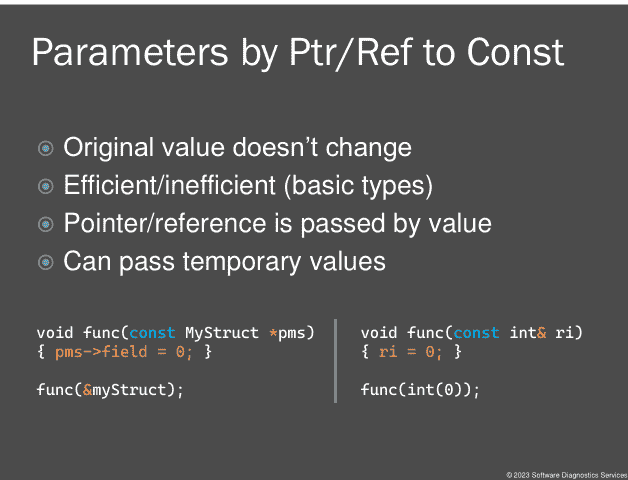 Parameters by Ptr/Ref to Const
Original value doesn't change
Efficient/inefficient (basic types)
Pointer/reference is passed by value
Can pass temporary values
void func(const MyStruct *pms)
{ pms->field = 0; }
func(&myStruct);
void func(const int& ri)
{ ri = 0; }
func(int(0));
© 2023 Software Diagnostics Services